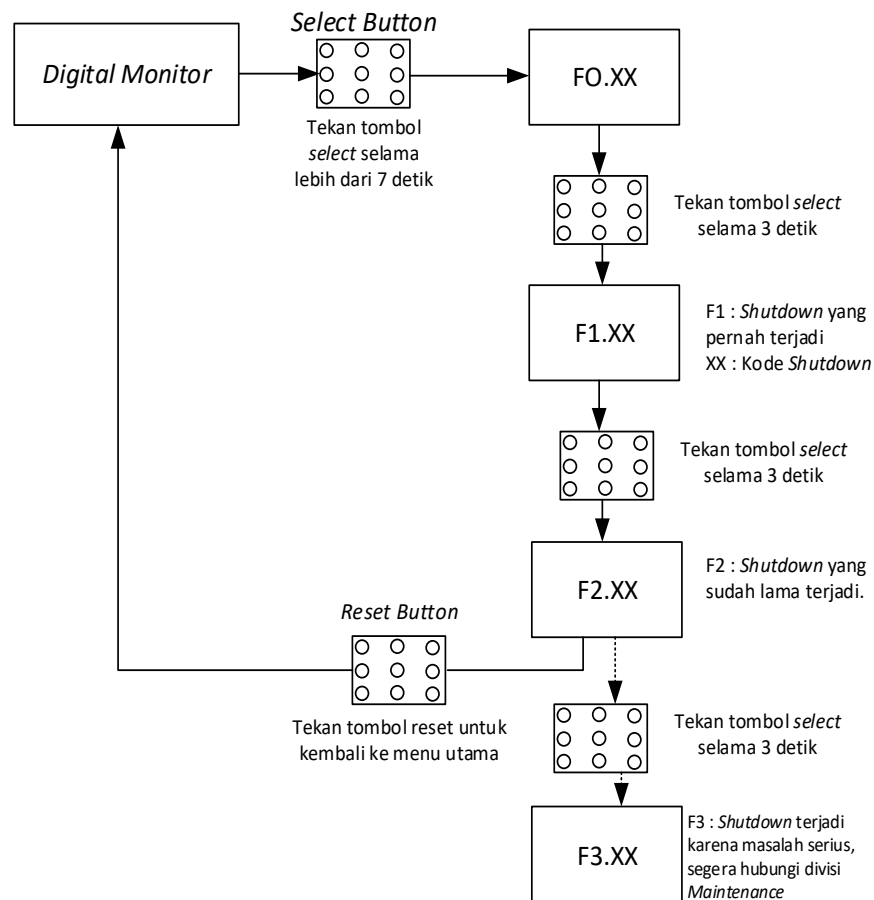 Select Button
Digital Monitor
FO.XX
Tekan tombol
select selama
lebih dari 7 detik
Tekan tombol select
selama 3 detik
F1.XX
F1 : Shutdown yang
pernah terjadi
XX : Kode Shutdown
Tekan tombol select
selama 3 detik
F2.XX
F2 : Shutdown yang
sudah lama terjadi.
Reset Button
Tekan tombol reset untuk
kembali ke menu utama
Tekan tombol select
selama 3 detik
F3.XX
F3 : Shutdown terjadi
karena masalah serius,
segera hubungi divisi
Maintenance